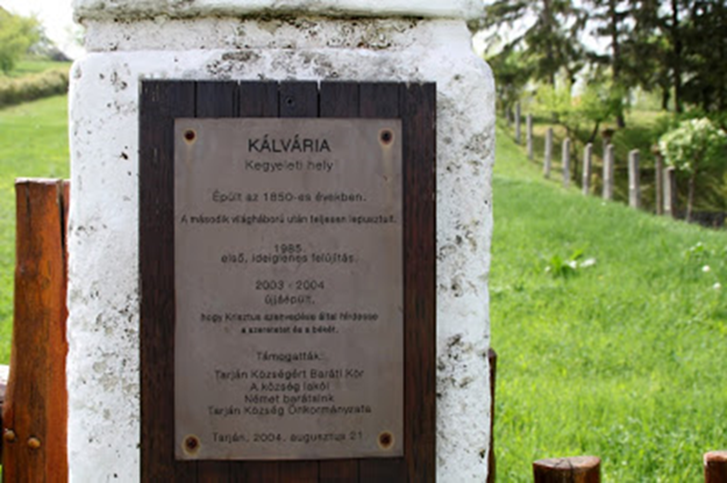 KÁLVÁRIA
Kegyeleti hely
Épült az 1850-es években.
A második világháború után teljesen lepusztult.
1985.
első, ideiglenes felújítás.
2003 - 2004
újjáépült,
hogy Krisztus szenvedése által hirdesse
a szeretetet és a békét.
Támogatták:
Tarján Községért Baráti Kör
A község lakói
Német barátaink
Tarján Község Önkormányzata
Tarján, 2004. augusztus 21.